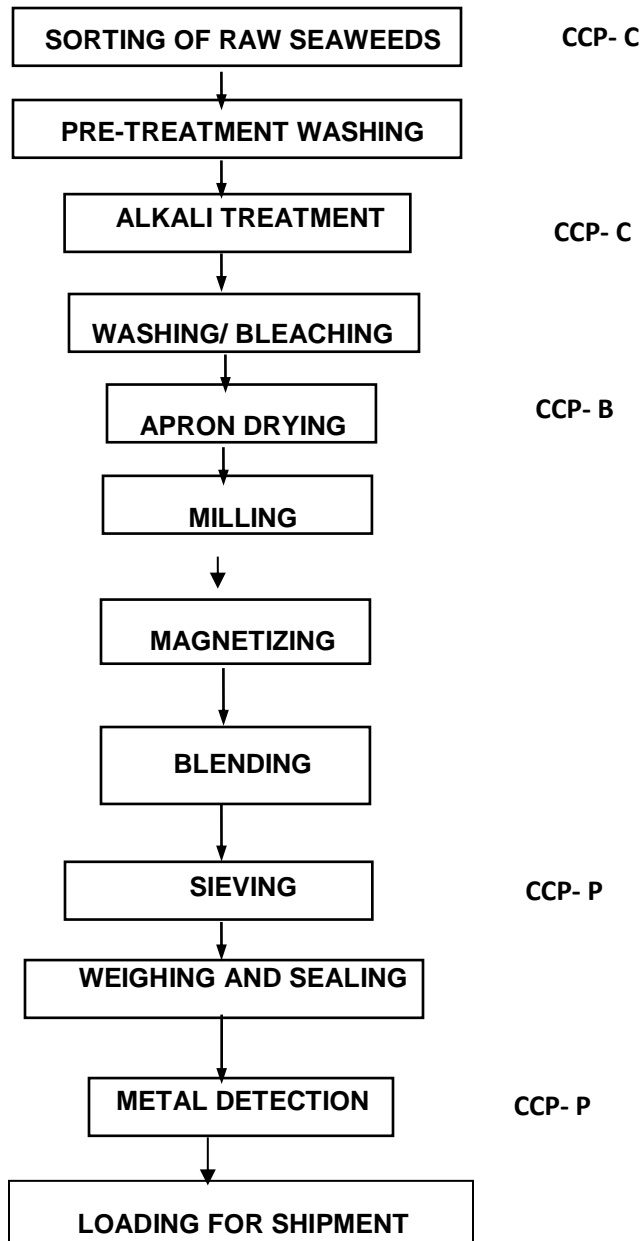 SORTING OF RAW SEAWEEDS
CCP- C
PRE-TREATMENT WASHING
ALKALI TREATMENT
CCP- C
WASHING/ BLEACHING
APRON DRYING
CCP- B
MILLING
MAGNETIZING
BLENDING
SIEVING
CCP- P
WEIGHING AND SEALING
METAL DETECTION
CCP- P
LOADING FOR SHIPMENT